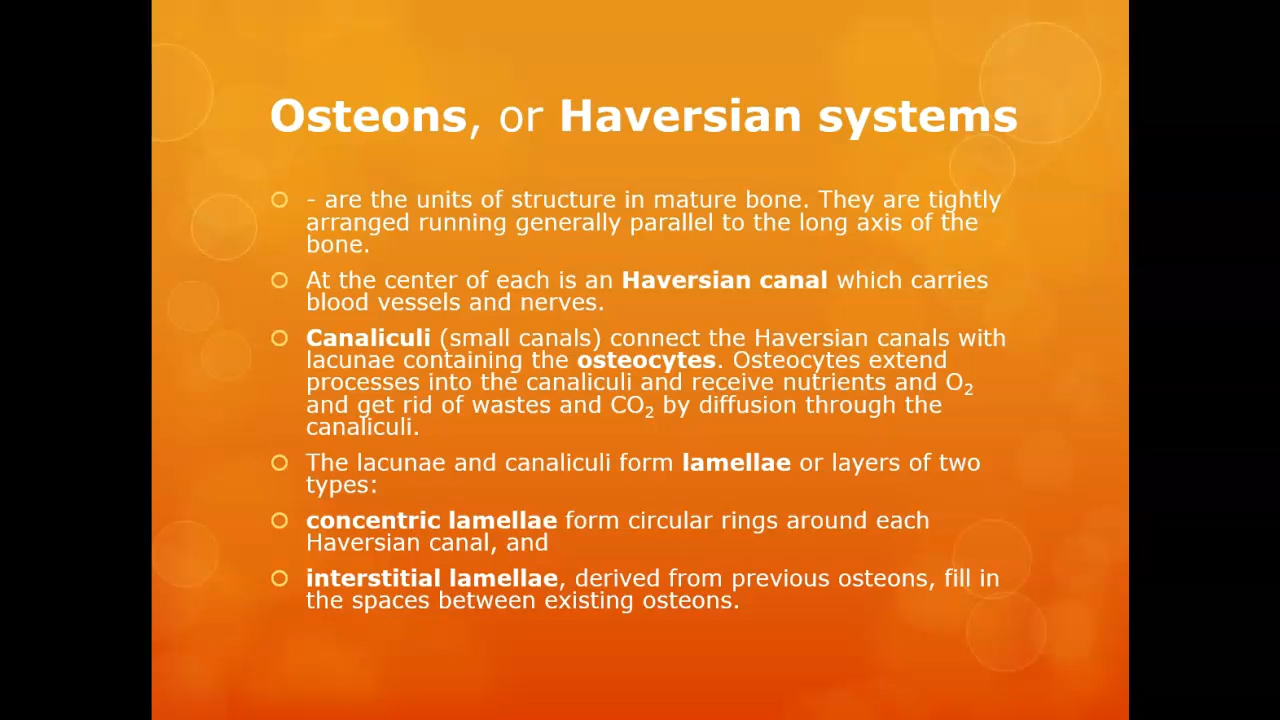 Osteons, or Haversian systems
- are the units of structure in mature bone. They are tightly
arranged running generally parallel to the long axis of the
bone.
At the center of each is an Haversian canal which carries
blood vessels and nerves.
Canaliculi (small canals) connect the Haversian canals with
lacunae containing the osteocytes. Osteocytes extend
processes into the canaliculi and receive nutrients and O₂
and get rid of wastes and CO₂ by diffusion through the
canaliculi.
The lacunae and canaliculi form lamellae or layers of two
types:
concentric lamellae form circular rings around each
Haversian canal, and
interstitial lamellae, derived from previous osteons, fill in
the spaces between existing osteons.